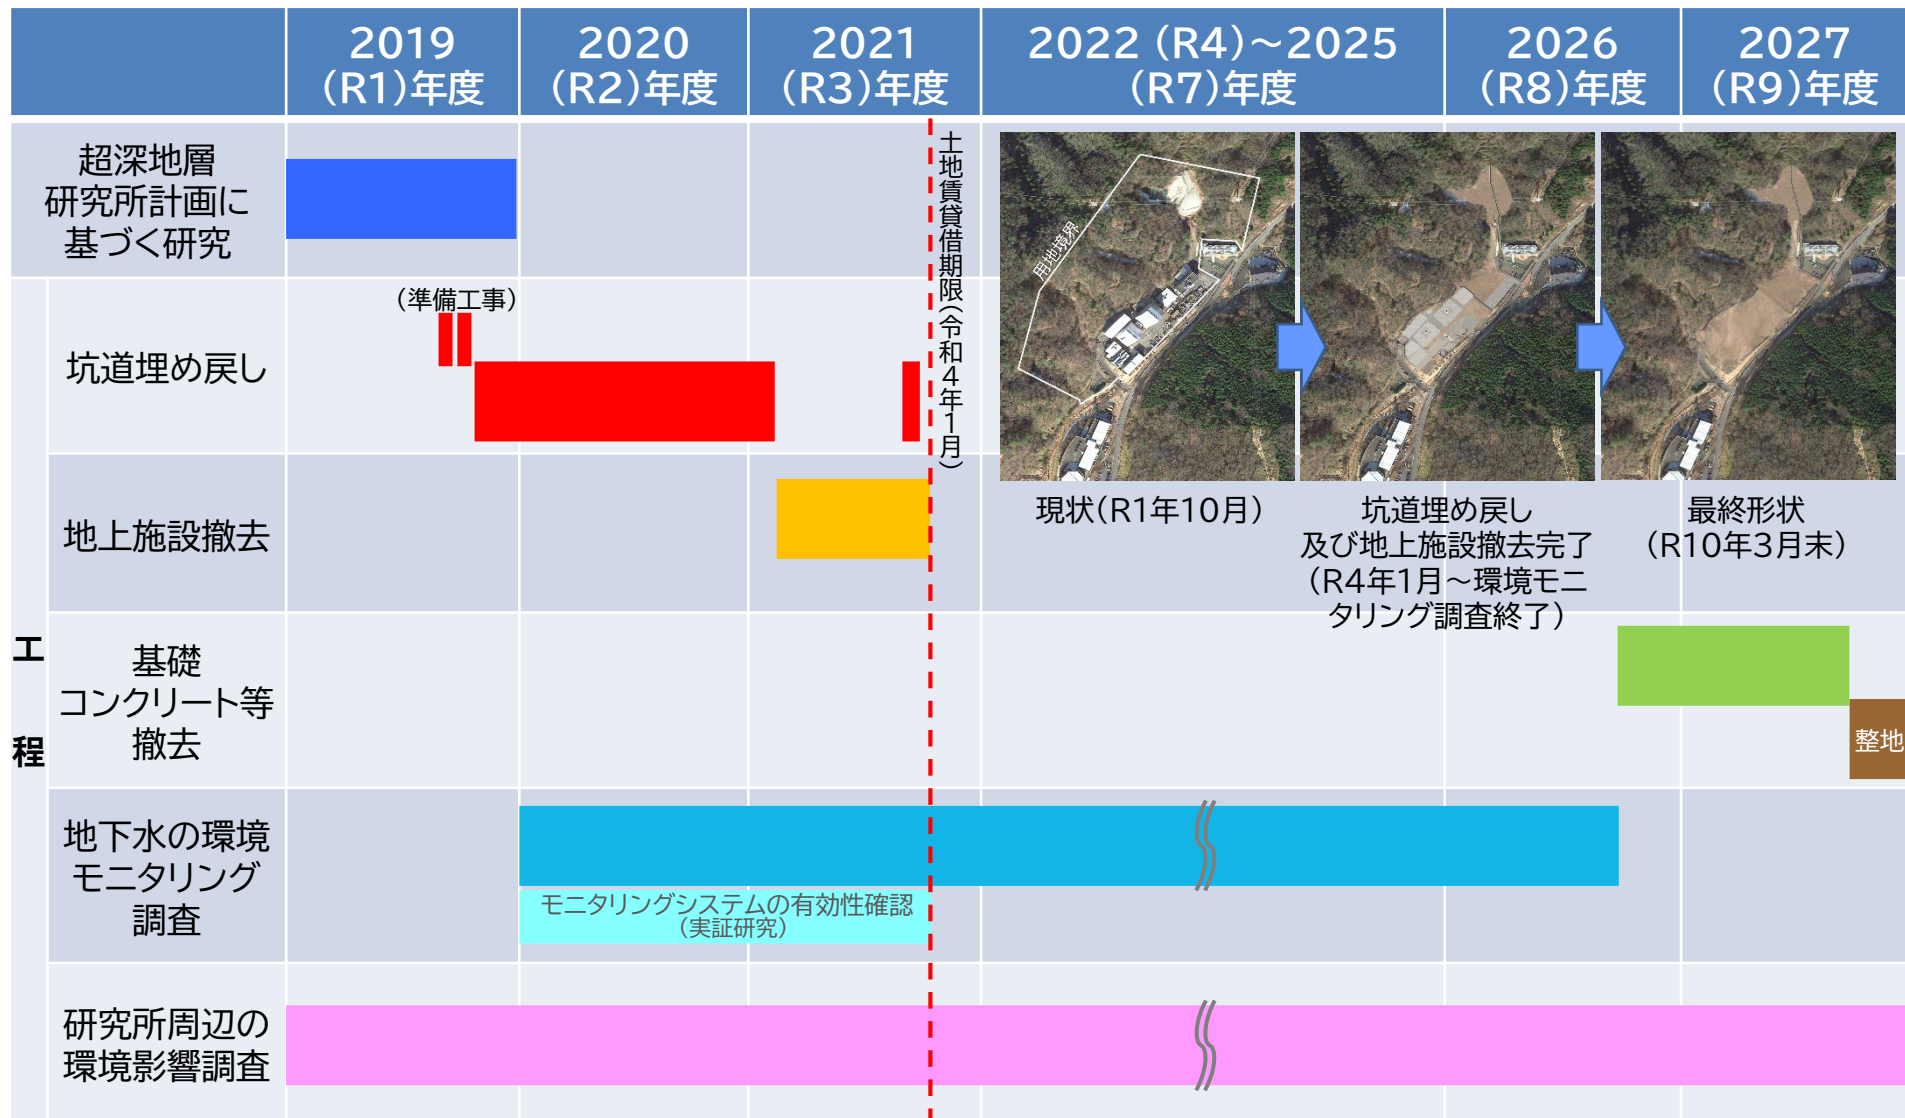 2019
（R1）年度
2020
（R2）年度
2021
（R3）年度
2022（R4）～2025
（R7）年度
2026
（R8）年度
2027
（R9）年度
超深地層
研究所計画に
基づく研究
土地賃貸借期限（令和４年１月）
用地境界
現状（R1年10月）
坑道埋め戻し
及び地上施設撤去完了
（R4年1月～環境モニ
タリング調査終了）
最終形状
（R10年3月末）
工程
坑道埋め戻し
（準備工事）
地上施設撤去
基礎
コンクリート等
撤去
整地
地下水の環境
モニタリング
調査
モニタリングシステムの有効性確認
（実証研究）
研究所周辺の
環境影響調査